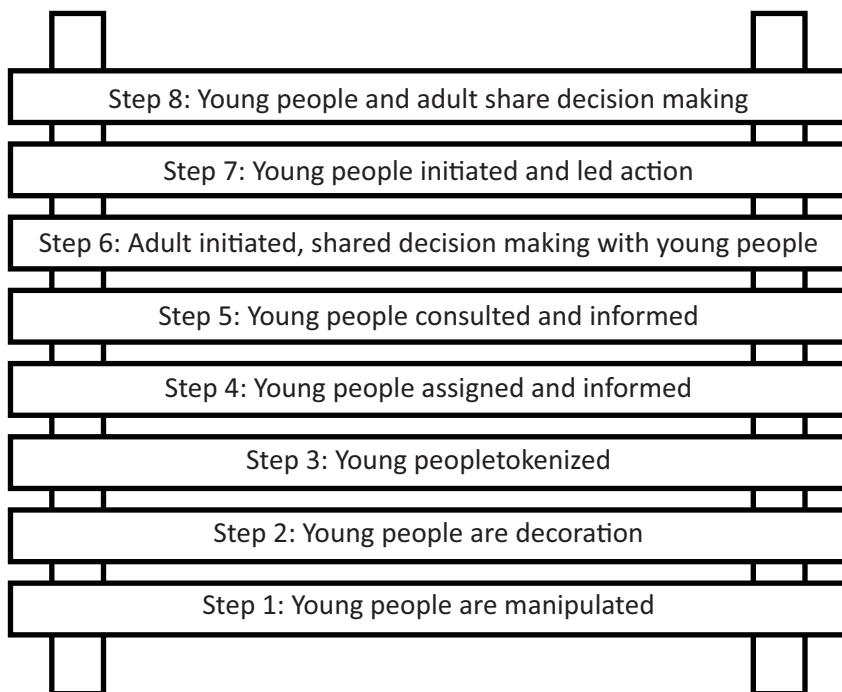 Step 8: Young people and adult share decision making
Step 7: Young people initiated and led action
Step 6: Adult initiated, shared decision making with young people
Step 5: Young people consulted and informed
Step 4: Young people assigned and informed
Step 3: Young peopletokenized
Step 2: Young people are decoration
Step 1: Young people are manipulated